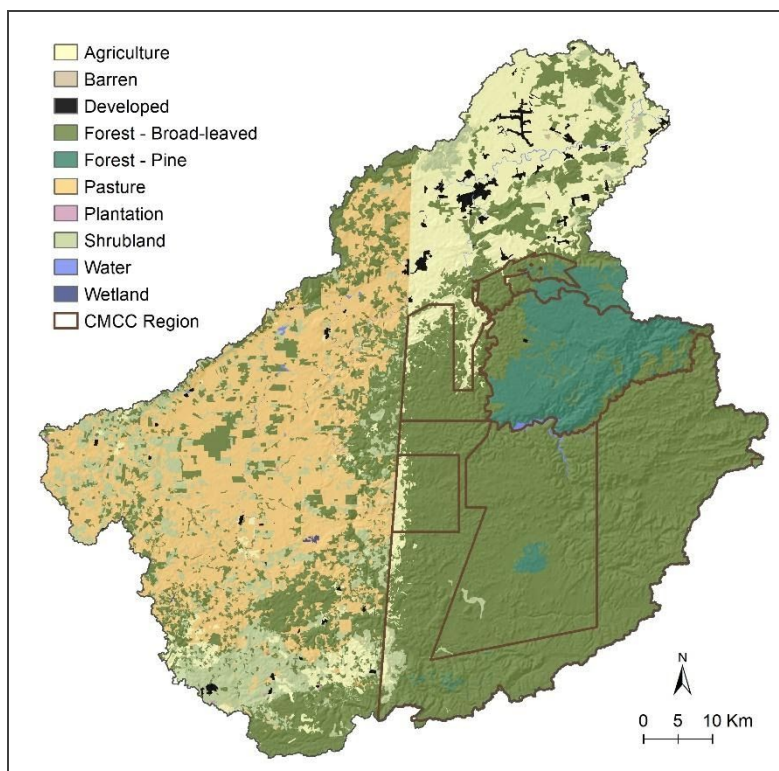 Agriculture
Barren
Developed
Forest - Broad-leaved
Forest - Pine
Pasture
Plantation
Shrubland
Water
Wetland
CMCC Region
N
0 5 10 Km